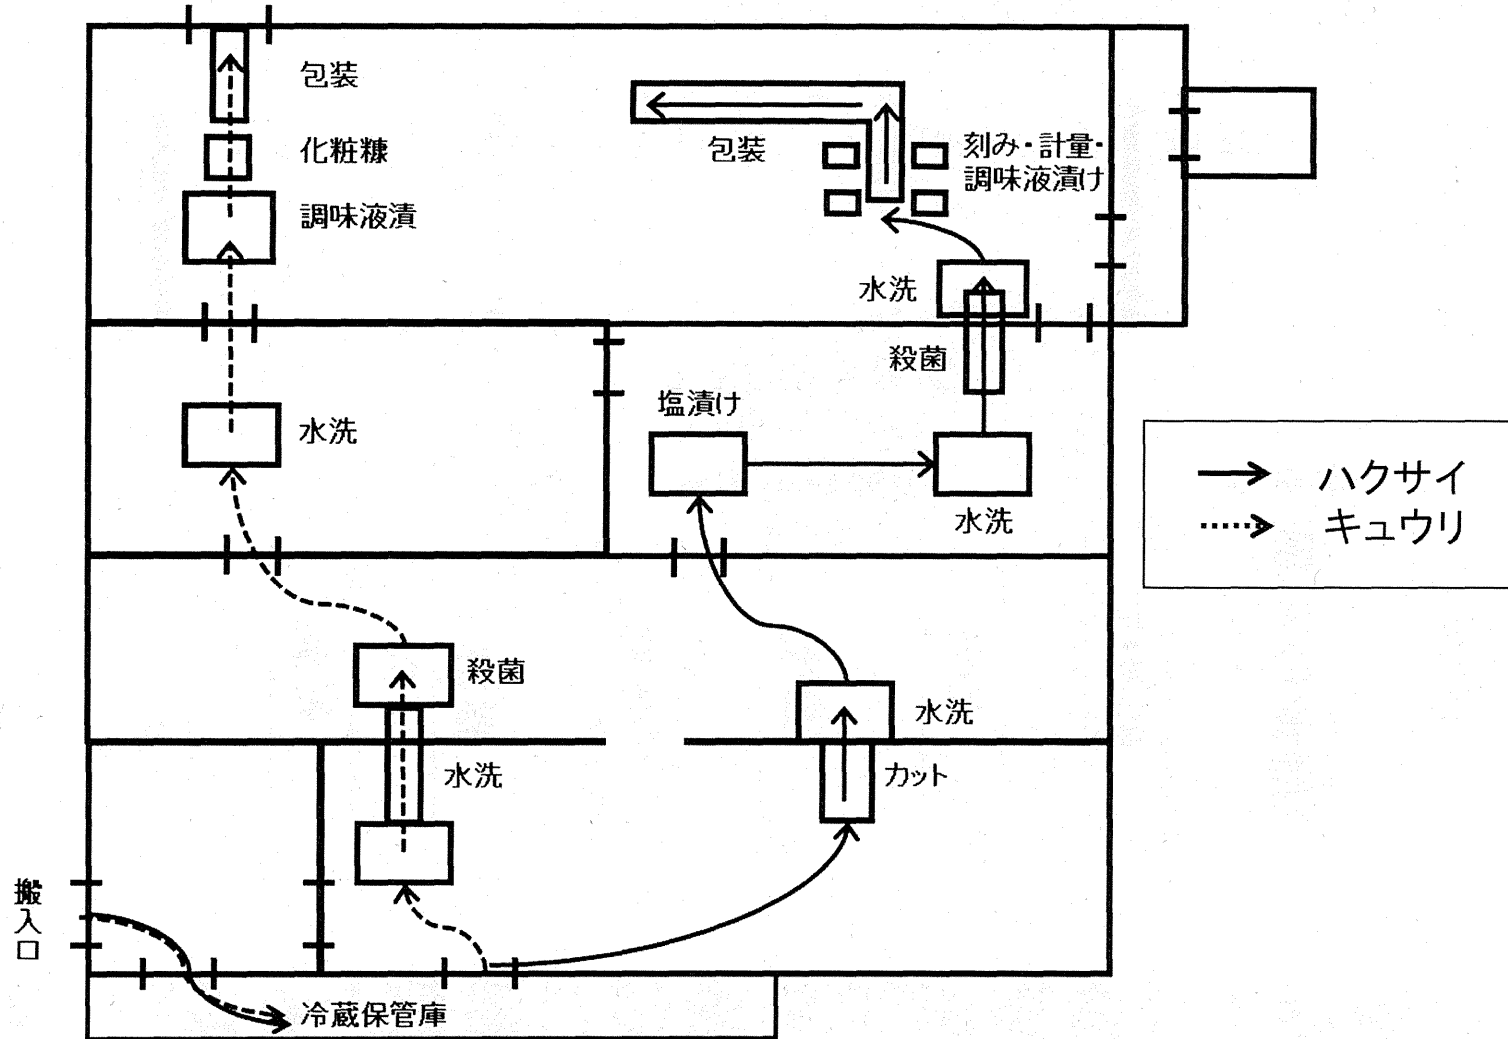 包装
化粧糠
調味液漬
包装
刻み・計量・
調味液漬け
水洗
殺菌
塩漬け
水洗
水洗
ハクサイ
キュウリ
殺菌
水洗
水洗
カット
搬入口
冷蔵保管庫